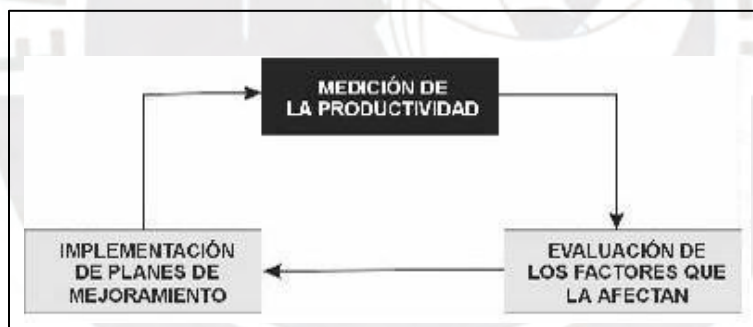 MEDICIÓN DE
LA PRODUCTIVIDAD
IMPLEMENTACIÓN
DE PLANES DE
MEJORAMIENTO
EVALUACIÓN DE
LOS FACTORES QUE
LA AFECTAN